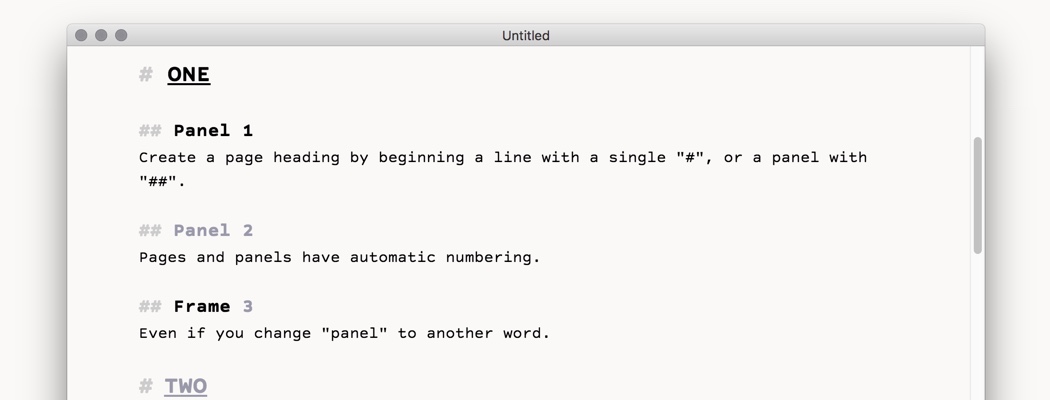 Untitled
# ONE
## Panel 1
Create a page heading by beginning a line with a single "#", or a panel with
"##".
## Panel 2
Pages and panels have automatic numbering.
## Frame 3
Even if you change "panel" to another word.
# TWO